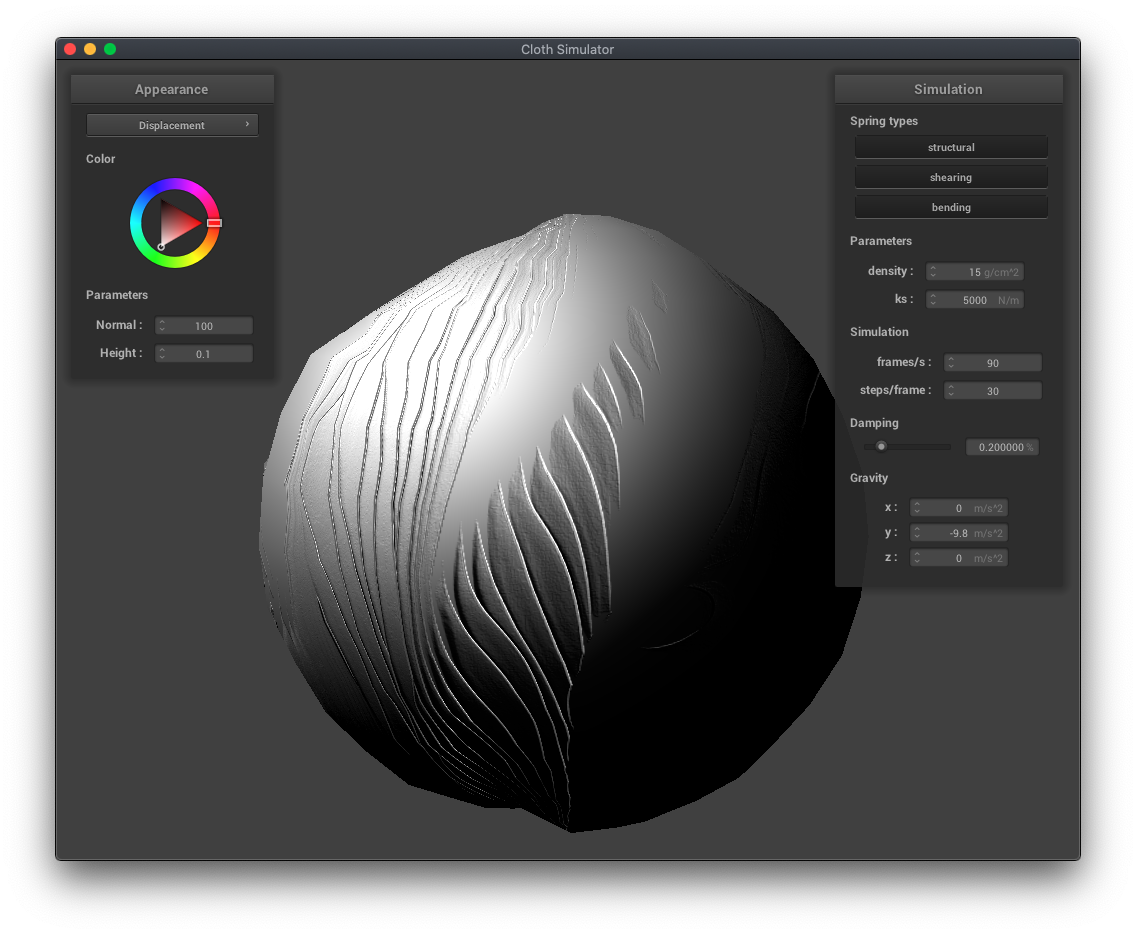 Cloth Simulator
Appearance
Displacement
Color
Parameters
Normal : 100
Height : 0.1
Simulation
Spring types
structural
shearing
bending
Parameters
density : 15 g/cm^2
ks : 5000 N/m
Simulation
frames/s : 90
steps/frame : 30
Damping
0.200000 %
Gravity
x : 0 m/s^2
y : -9.8 m/s^2
z : 0 m/s^2